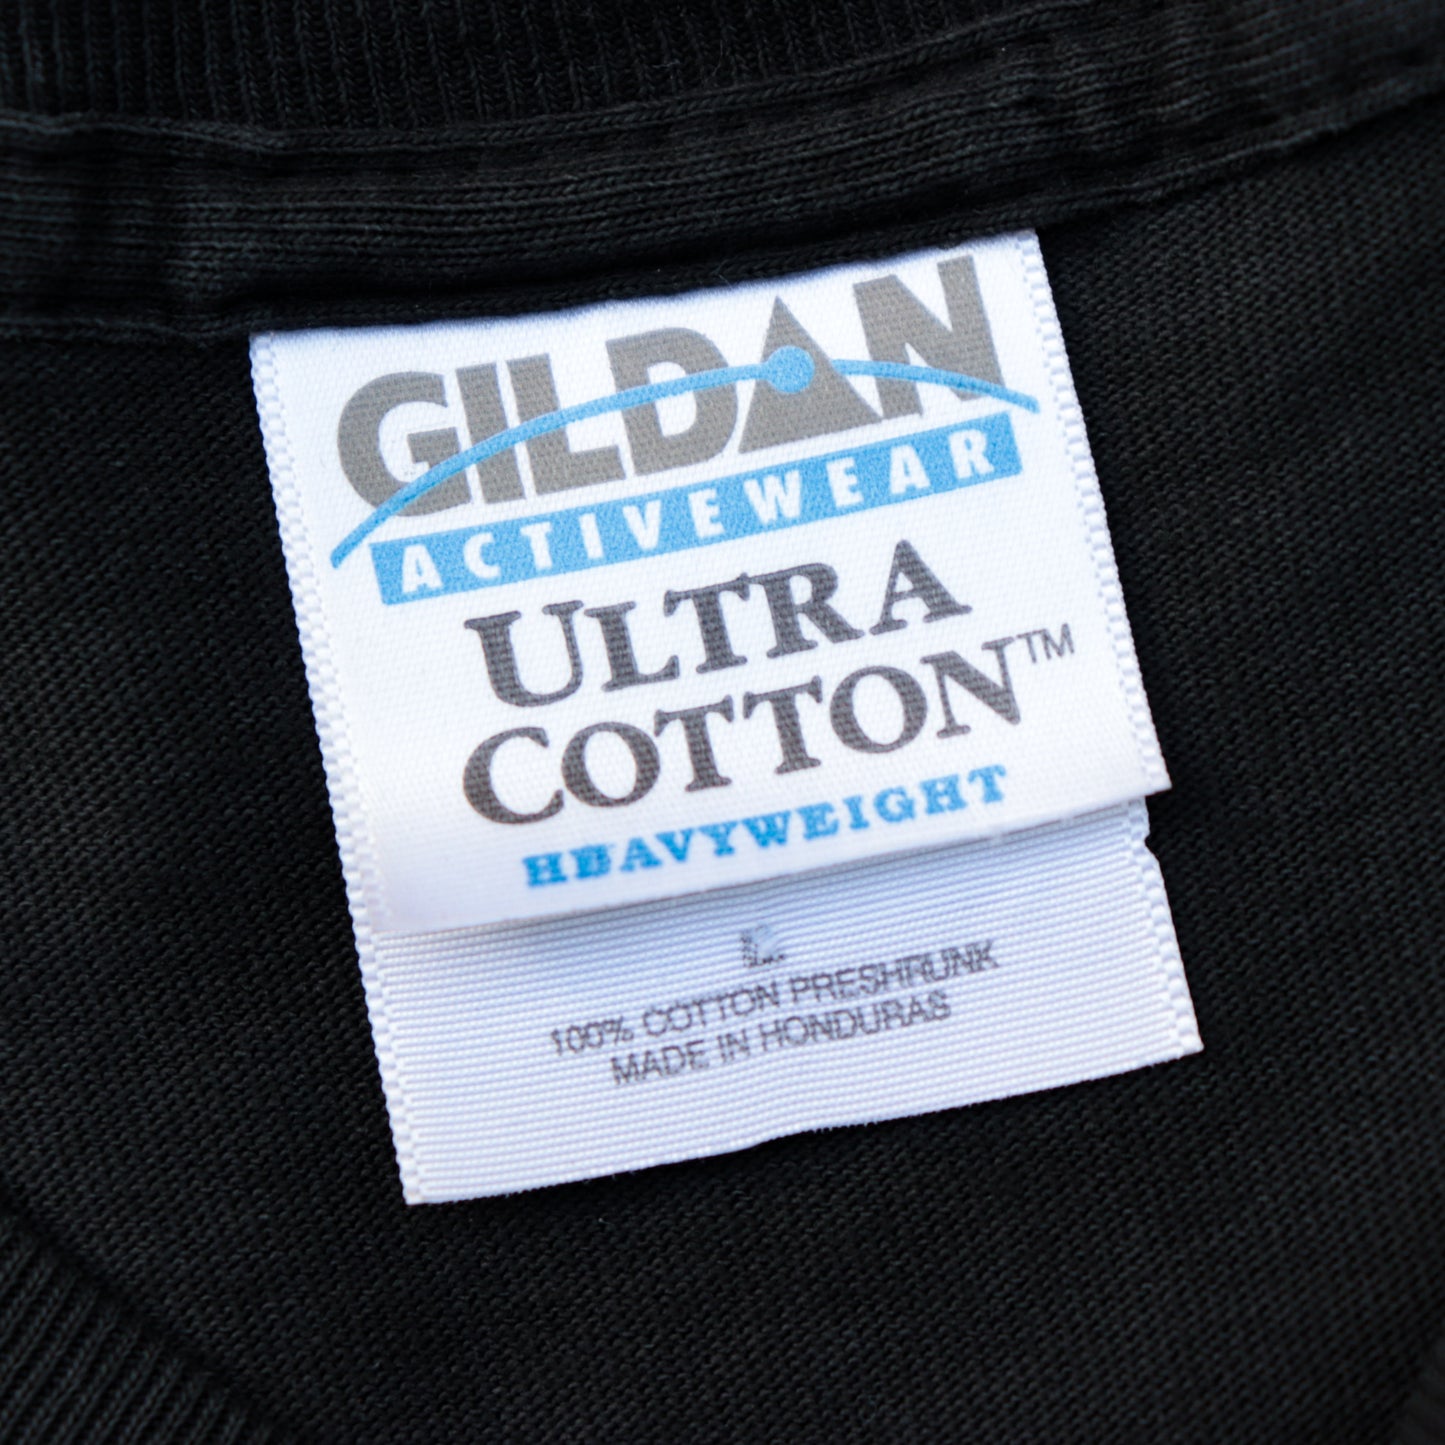 GILDAN
ACTIVEWEAR
ULTRA
COTTON™
HEAVYWEIGHT
L
100% COTTON PRESHRUNK
MADE IN HONDURAS